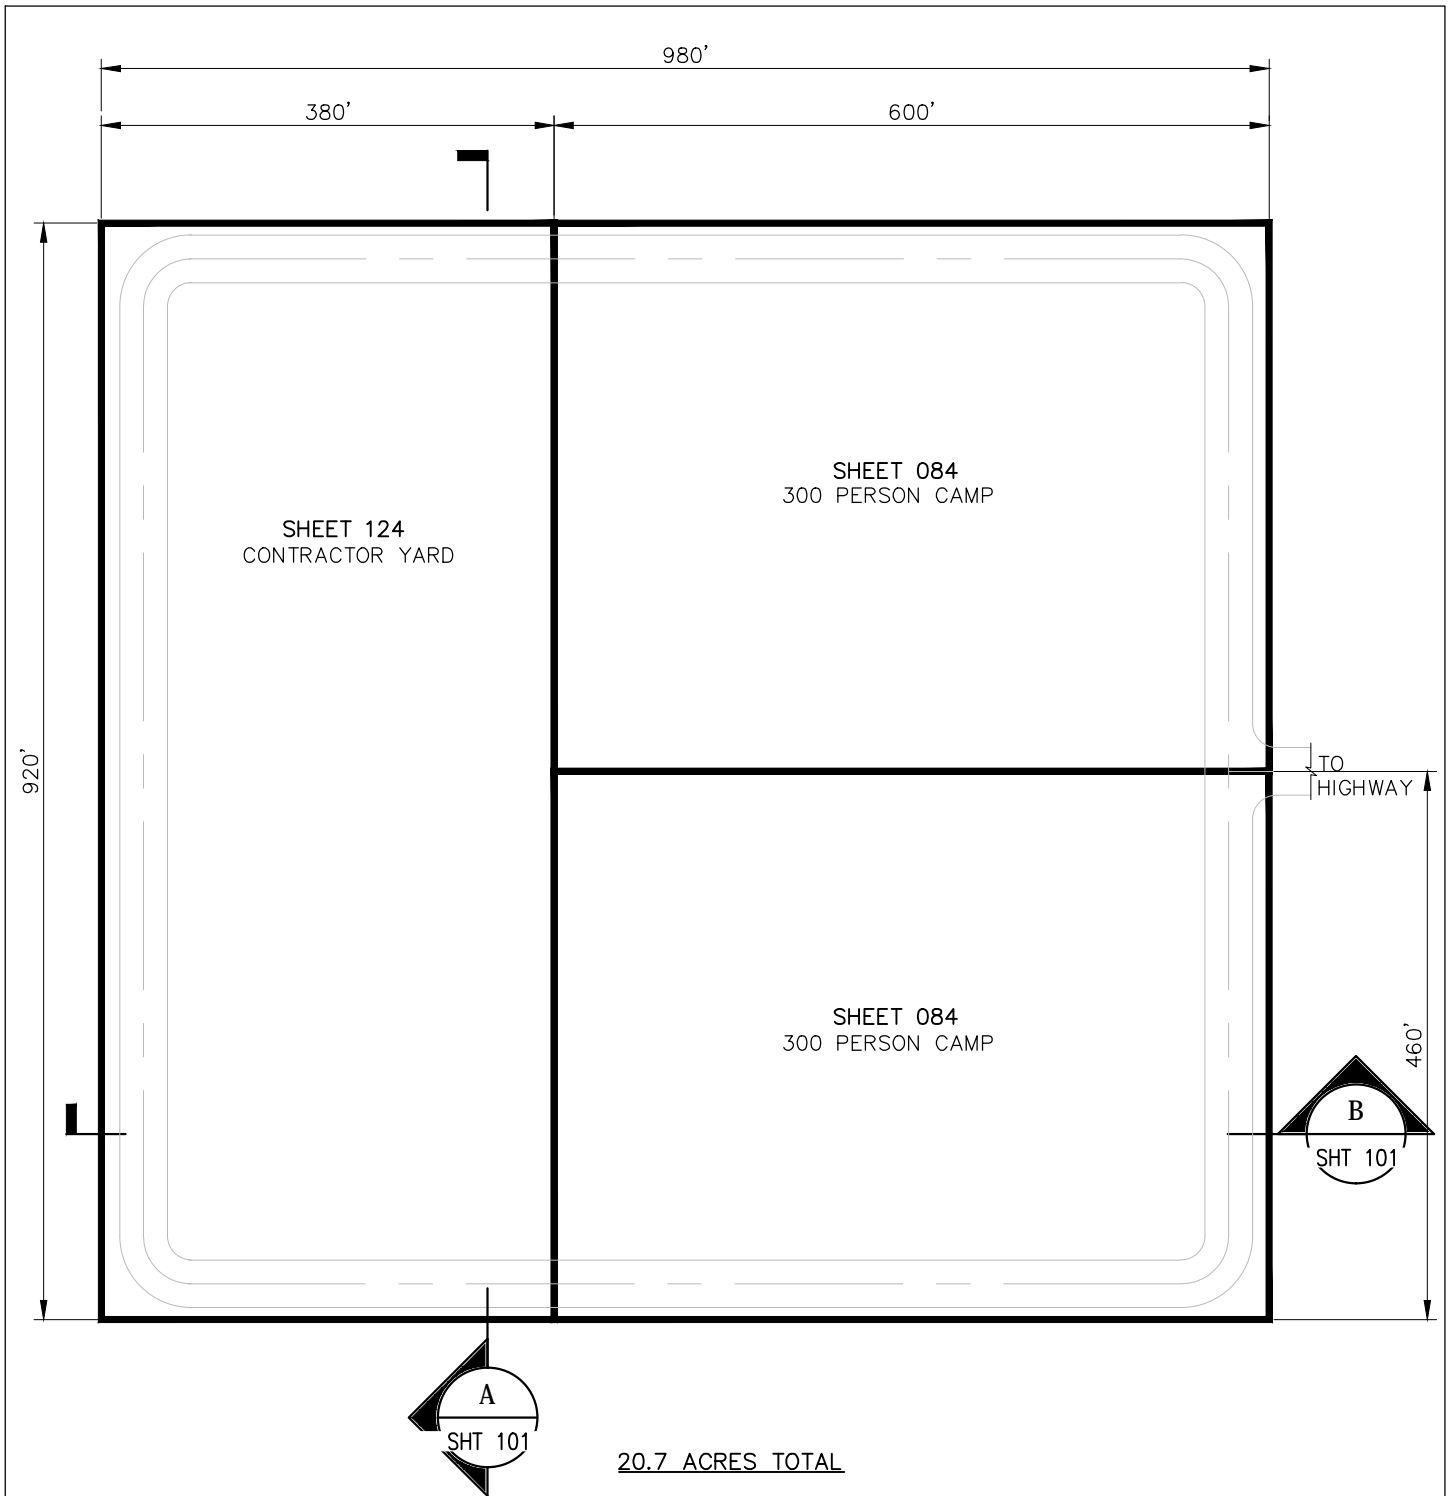 980'
380'
600'
SHEET 084
300 PERSON CAMP
SHEET 124
CONTRACTOR YARD
920'
TO
HIGHWAY
SHEET 084
300 PERSON CAMP
460'
B
SHT 101
A
SHT 101
20.7 ACRES TOTAL